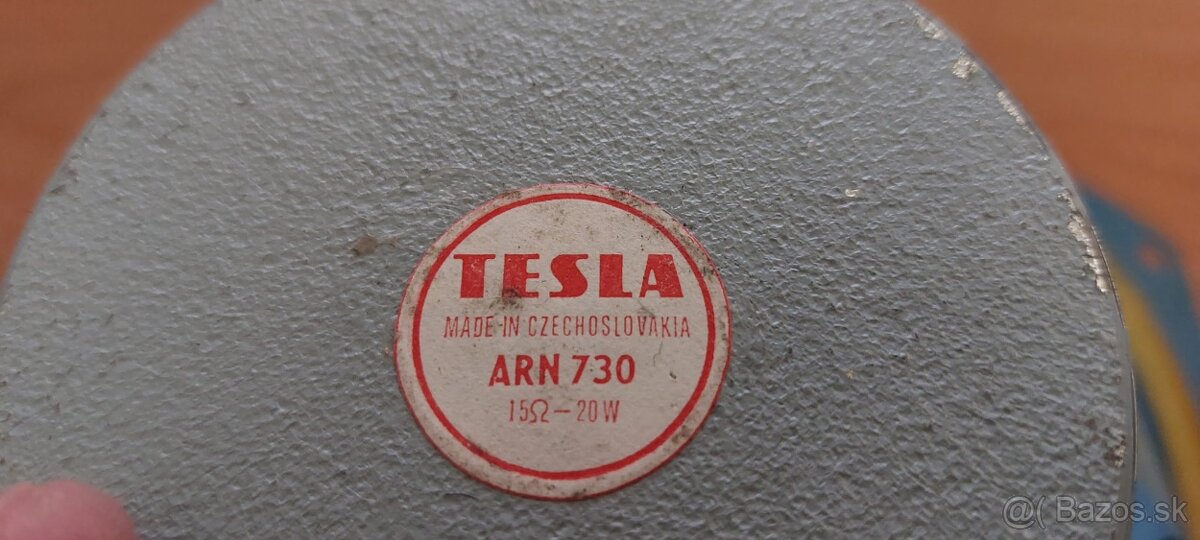 TESLA
MADE IN CZECHOSLOVAKIA
ARN 730
15Ω – 20 W
@( Bazos.sk